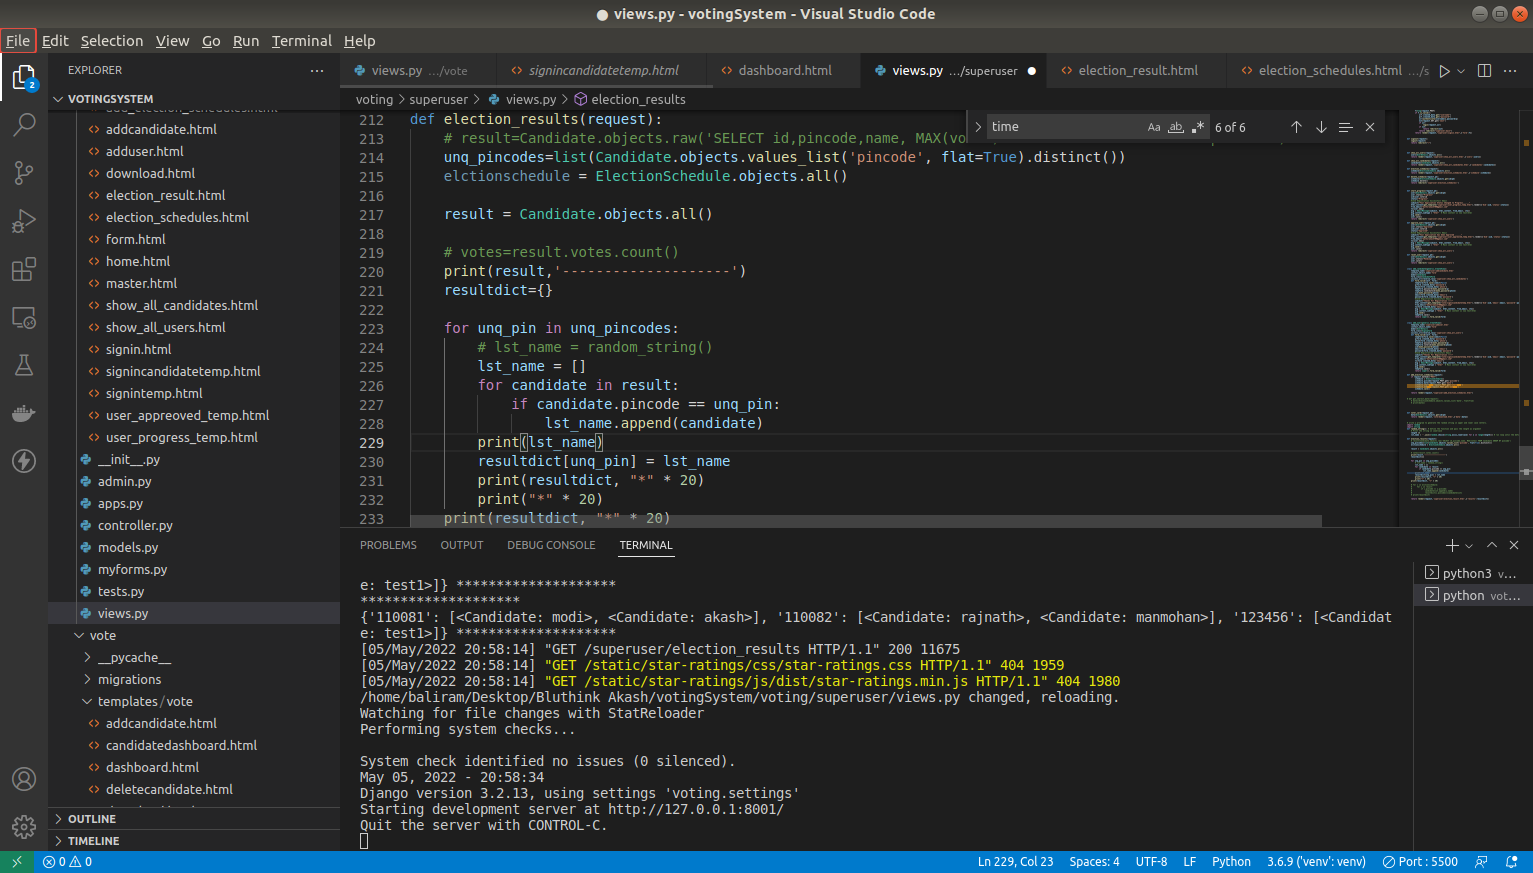 ● views.py - votingSystem - Visual Studio Code
File Edit Selection View Go Run Terminal Help
EXPLORER
2
VOTINGSYSTEM
addcandidate.html
adduser.html
download.html
election_result.html
election_schedules.html
form.html
home.html
master.html
show_all_candidates.html
show_all_users.html
signin.html
signincandidatetemp.html
signintemp.html
user_appreoved_temp.html
user_progress_temp.html
__init__.py
admin.py
apps.py
controller.py
models.py
myforms.py
tests.py
views.py
vote
__pycache__
migrations
templates/vote
addcandidate.html
candidatedashboard.html
dashboard.html
deletecandidate.html
OUTLINE
TIMELINE
views.py .../vote signincandidatetemp.html dashboard.html views.py .../superuser ● election_result.html election_schedules.html .../s
voting > superuser > views.py > election_results
time Aa ab .* 6 of 6
212 def election_results(request):
213 # result=Candidate.objects.raw('SELECT id,pincode,name, MAX(vo
214 unq_pincodes=list(Candidate.objects.values_list('pincode', flat=True).distinct())
215 elctionschedule = ElectionSchedule.objects.all()
216
217 result = Candidate.objects.all()
218
219 # votes=result.votes.count()
220 print(result,'--------------------')
221 resultdict={}
222
223 for unq_pin in unq_pincodes:
224 # lst_name = random_string()
225 lst_name = []
226 for candidate in result:
227 if candidate.pincode == unq_pin:
228 lst_name.append(candidate)
229 print(lst_name)
230 resultdict[unq_pin] = lst_name
231 print(resultdict, "*" * 20)
232 print("*" * 20)
233 print(resultdict, "*" * 20)
PROBLEMS OUTPUT DEBUG CONSOLE TERMINAL
e: test1>]} ********************
********************
{'110081': [<Candidate: modi>, <Candidate: akash>], '110082': [<Candidate: rajnath>, <Candidate: manmohan>], '123456': [<Candidat
e: test1>]} ********************
[05/May/2022 20:58:14] "GET /superuser/election_results HTTP/1.1" 200 11675
[05/May/2022 20:58:14] "GET /static/star-ratings/css/star-ratings.css HTTP/1.1" 404 1959
[05/May/2022 20:58:14] "GET /static/star-ratings/js/dist/star-ratings.min.js HTTP/1.1" 404 1980
/home/baliram/Desktop/Bluthink Akash/votingSystem/voting/superuser/views.py changed, reloading.
Watching for file changes with StatReloader
Performing system checks...
System check identified no issues (0 silenced).
May 05, 2022 - 20:58:34
Django version 3.2.13, using settings 'voting.settings'
Starting development server at http://127.0.0.1:8001/
Quit the server with CONTROL-C.
python3 v...
python vot...
0 0 Ln 229, Col 23 Spaces: 4 UTF-8 LF Python 3.6.9 ('venv': venv) Port : 5500